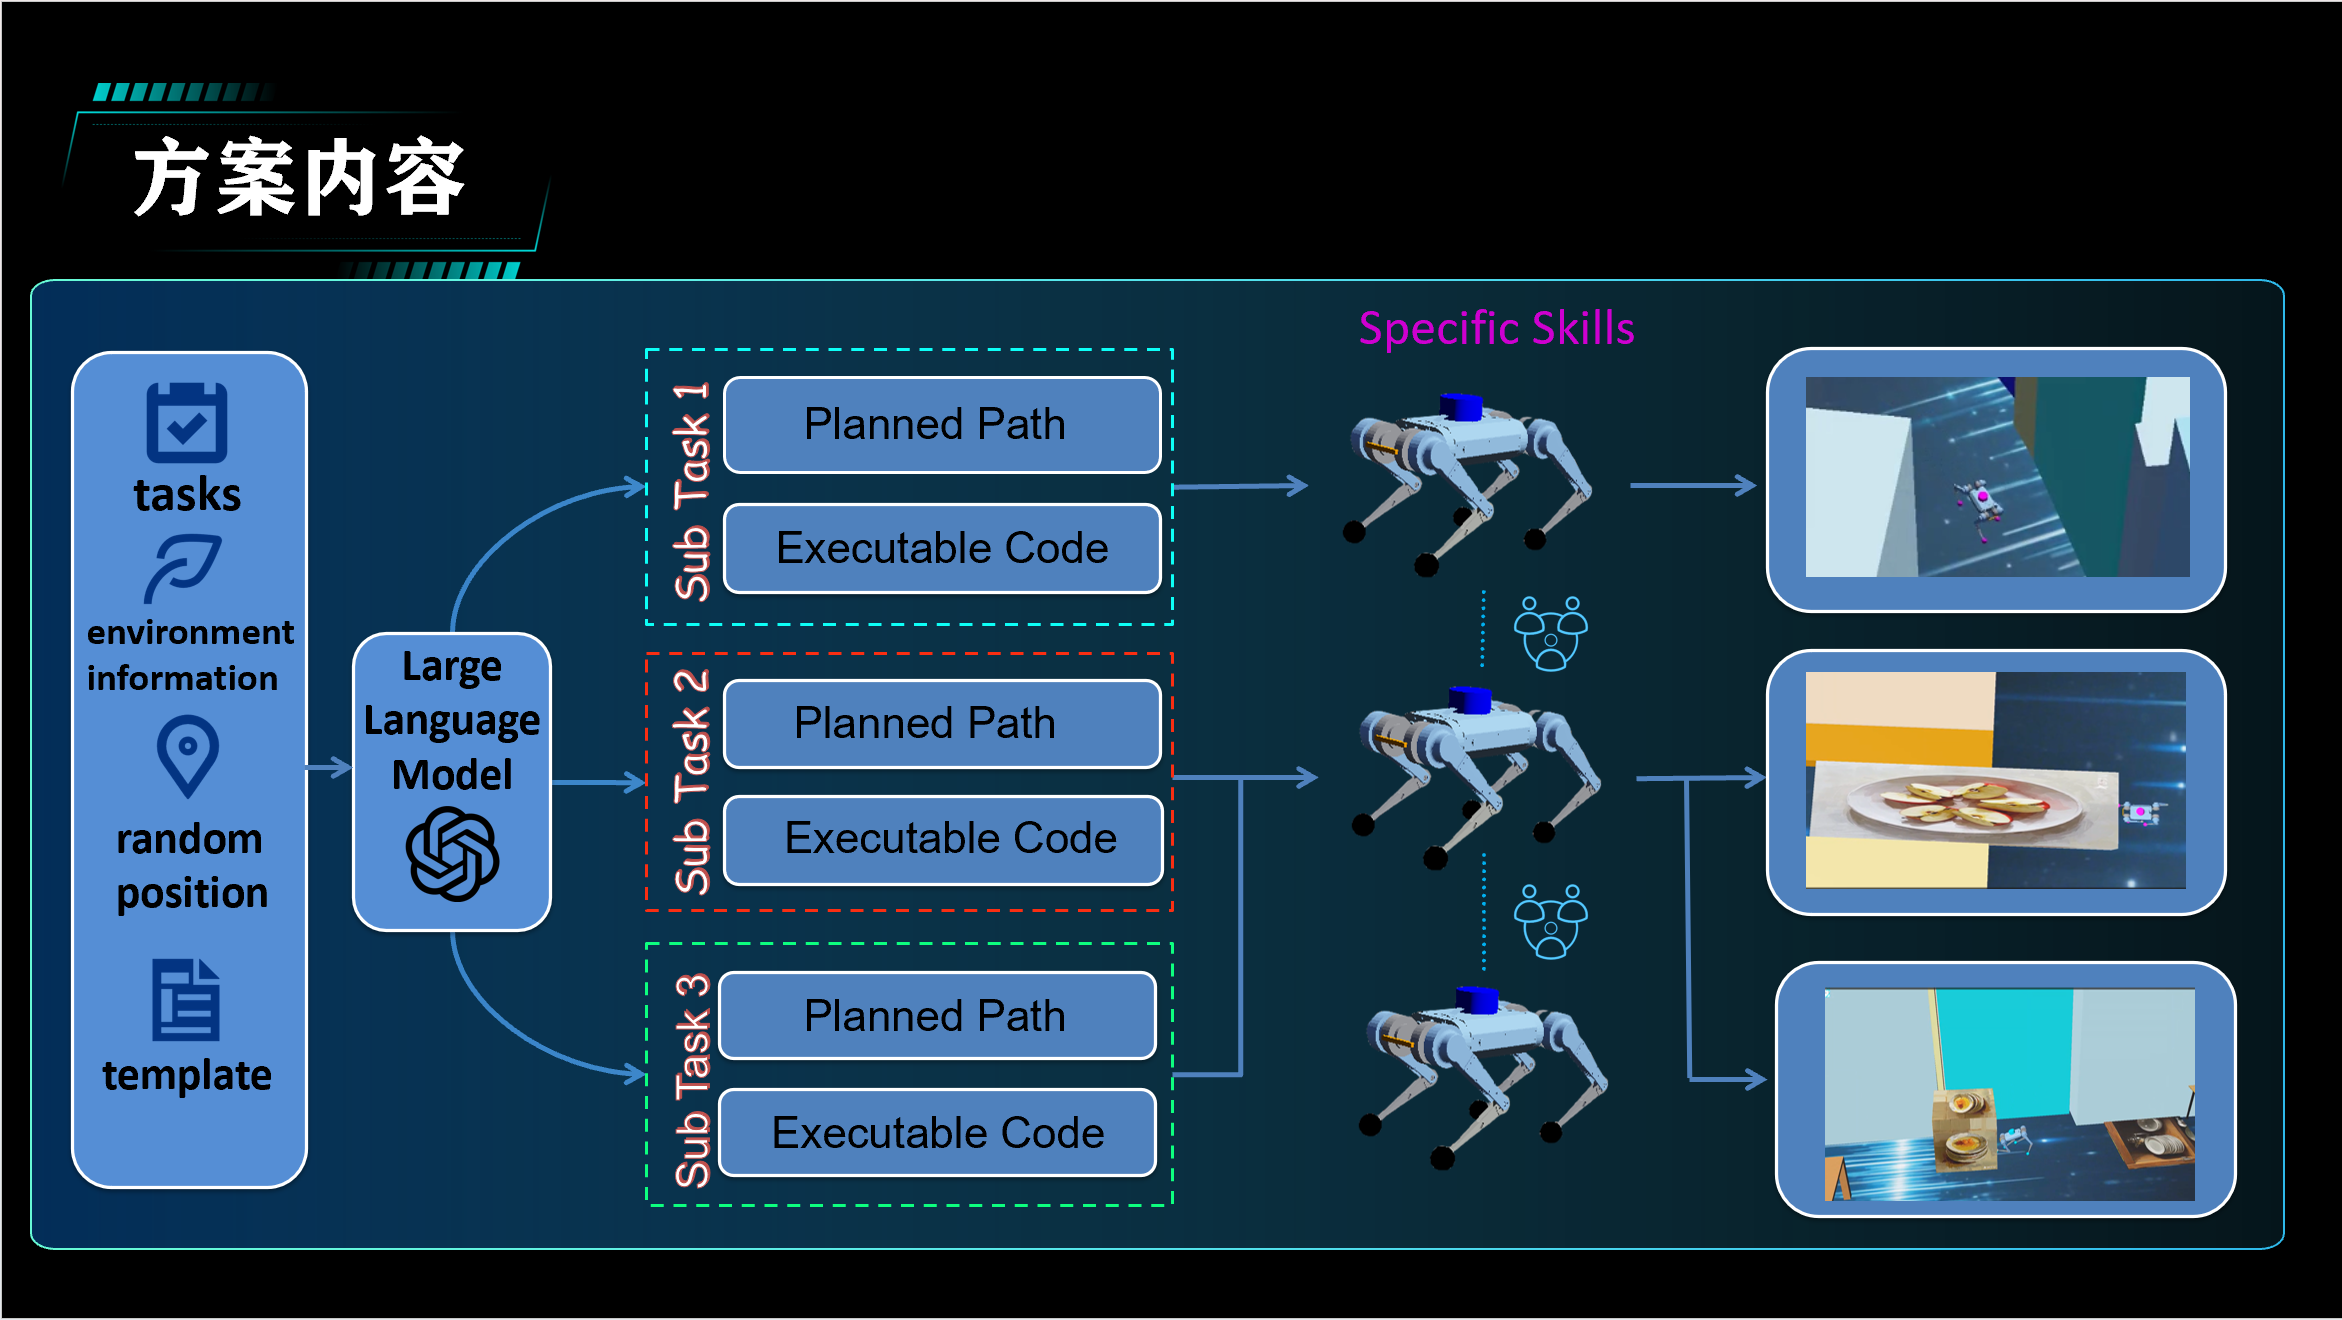 方案内容
tasks
environment
information
random
position
template
Large
Language
Model
Sub Task 1
Planned Path
Executable Code
Sub Task 2
Planned Path
Executable Code
Sub Task 3
Planned Path
Executable Code
Specific Skills